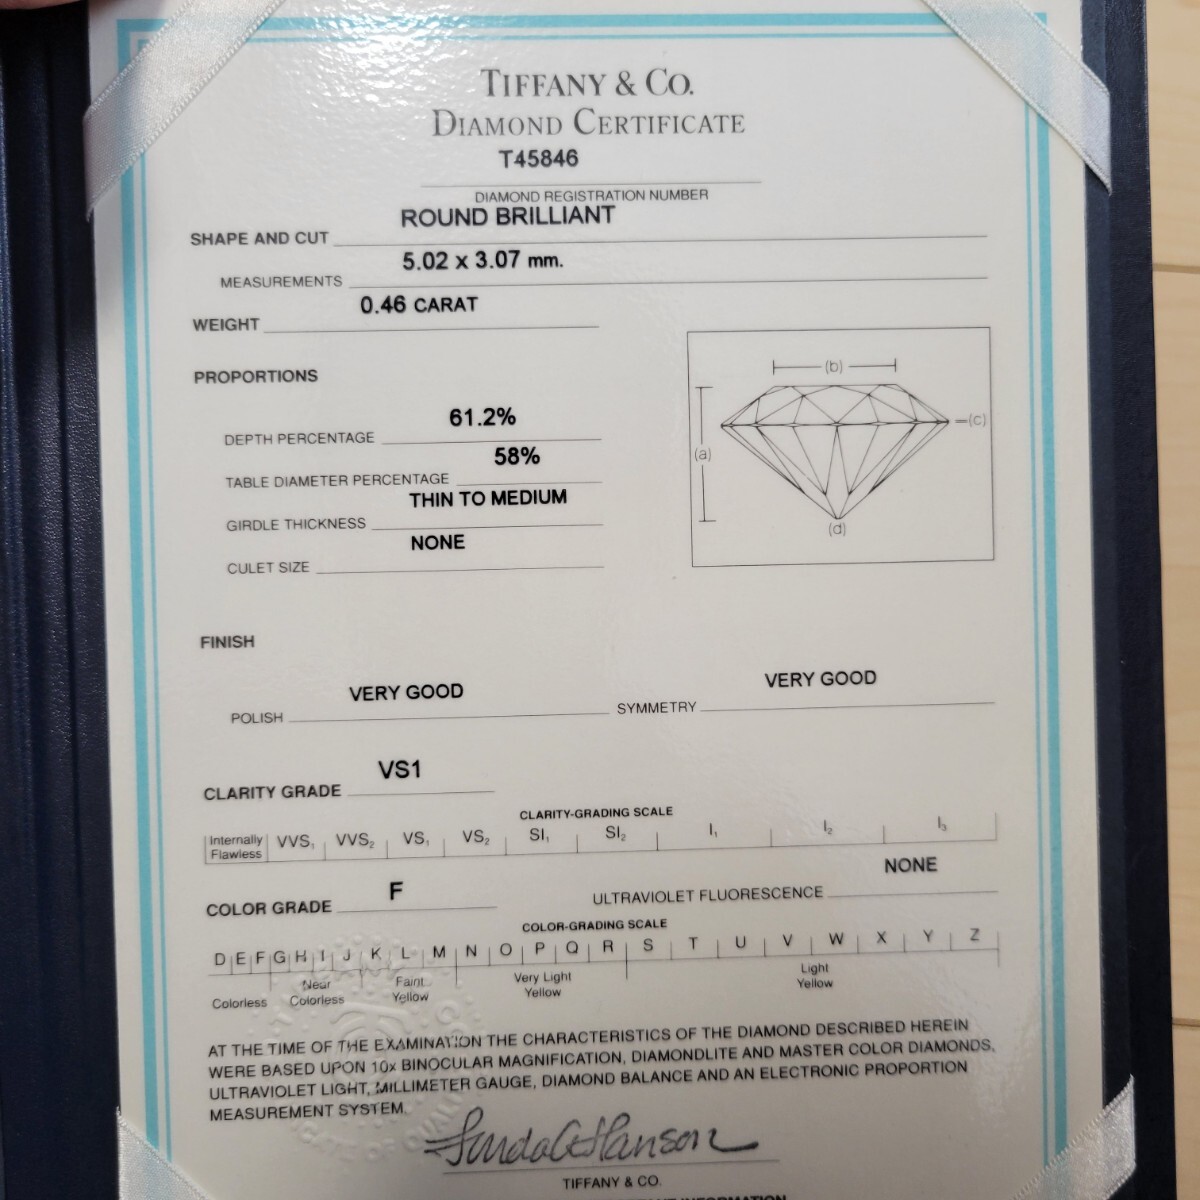 TIFFANY & CO.
DIAMOND CERTIFICATE
T45846
DIAMOND REGISTRATION NUMBER
ROUND BRILLIANT
SHAPE AND CUT
5.02 x 3.07 mm.
MEASUREMENTS
0.46 CARAT
WEIGHT
PROPORTIONS
61.2%
DEPTH PERCENTAGE
58%
TABLE DIAMETER PERCENTAGE
THIN TO MEDIUM
GIRDLE THICKNESS
NONE
CULET SIZE
(b)
(c)
(a)
(d)
FINISH
VERY GOOD VERY GOOD
POLISH SYMMETRY
VS1
CLARITY GRADE
CLARITY-GRADING SCALE
Internally Flawless VVS1 VVS2 VS1 VS2 SI1 SI2 I1 I2 I3
F NONE
COLOR GRADE ULTRAVIOLET FLUORESCENCE
COLOR-GRADING SCALE
D E F G H I J K L M N O P Q R S T U V W X Y Z
Colorless Near Colorless Faint Yellow Very Light Yellow Light Yellow
AT THE TIME OF THE EXAMINATION THE CHARACTERISTICS OF THE DIAMOND DESCRIBED HEREIN
WERE BASED UPON 10x BINOCULAR MAGNIFICATION, DIAMONDLITE AND MASTER COLOR DIAMONDS,
ULTRAVIOLET LIGHT, MILLIMETER GAUGE, DIAMOND BALANCE AND AN ELECTRONIC PROPORTION
MEASUREMENT SYSTEM.
TIFFANY & CO.